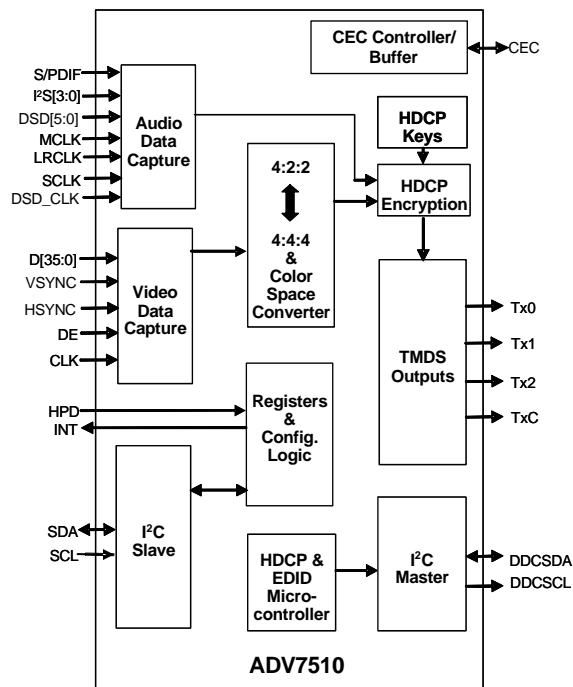 CEC Controller/
Buffer
CEC
S/PDIF
I²S[3:0]
DSD[5:0]
MCLK
LRCLK
SCLK
DSD_CLK
Audio
Data
Capture
HDCP
Keys
4:2:2
4:4:4
&
Color
Space
Converter
HDCP
Encryption
D[35:0]
VSYNC
HSYNC
DE
CLK
Video
Data
Capture
TMDS
Outputs
Tx0
Tx1
Tx2
TxC
HPD
INT
Registers
&
Config.
Logic
SDA
SCL
I²C
Slave
HDCP &
EDID
Micro-
controller
I²C
Master
DDCSDA
DDCSCL
ADV7510